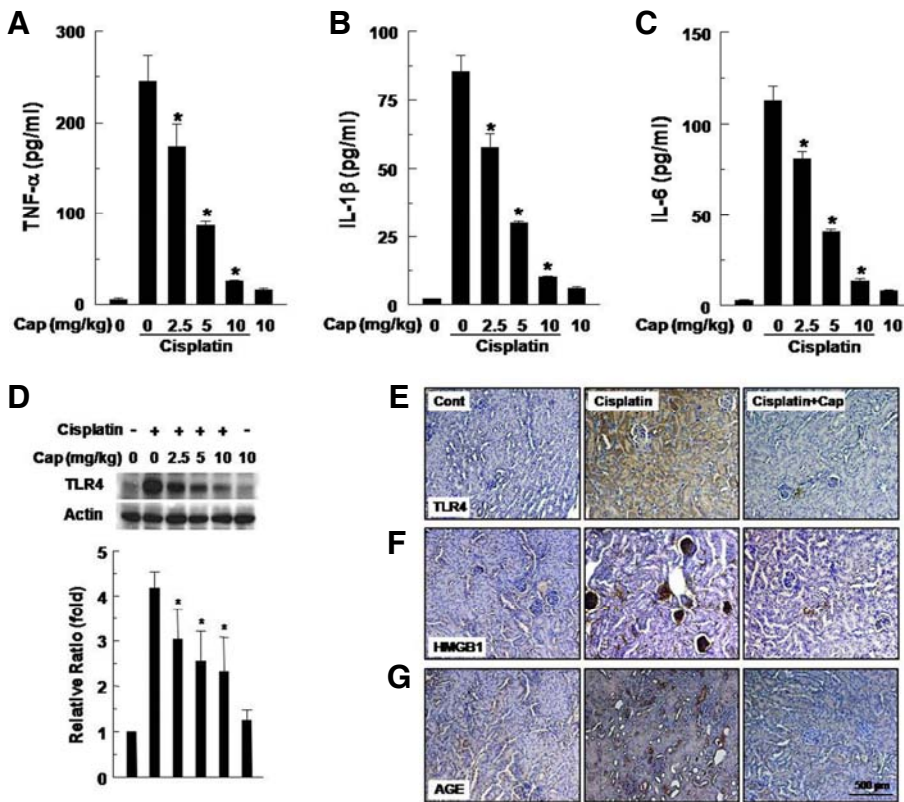 A
TNF-α (pg/ml)
300
200
100
0
Cap (mg/kg) 0 0 2.5 5 10 10
Cisplatin
* * *
B
IL-1β (pg/ml)
100
75
50
25
0
0 0 2.5 5 10 10
Cisplatin
* * *
C
IL-6 (pg/ml)
150
100
50
0
Cap (mg/kg) 0 0 2.5 5 10 10
Cisplatin
* * *
D
Cisplatin - + + + + -
Cap (mg/kg) 0 0 2.5 5 10 10
TLR4
Actin
Relative Ratio (fold)
5
4
3
2
1
0
* * *
E
Cont Cisplatin Cisplatin+Cap
TLR4
F
HMGB1
G
AGE
500 μm